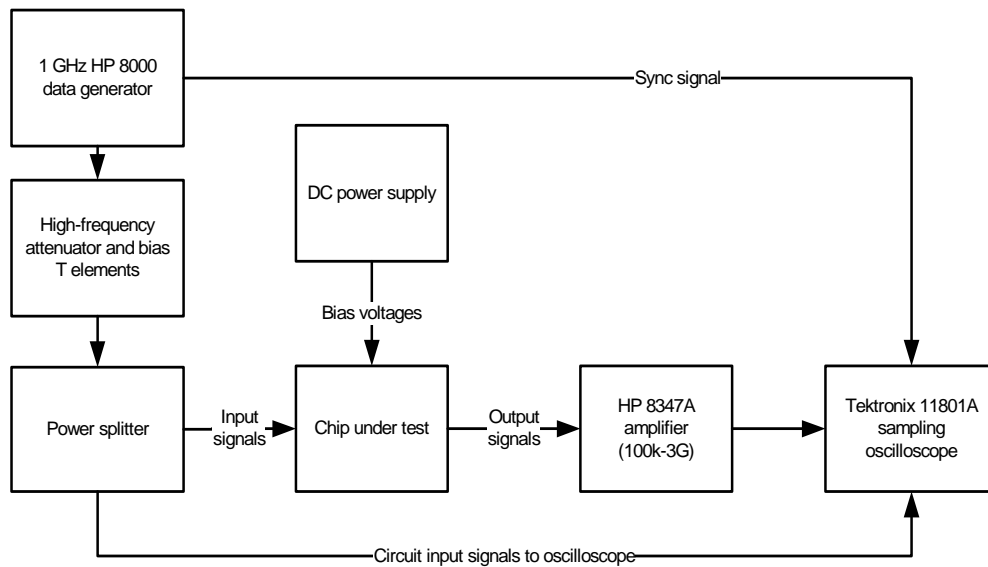 1 GHz HP 8000
data generator
Sync signal
DC power supply
High-frequency
attenuator and bias
T elements
Bias voltages
Power splitter
Input
signals
Chip under test
Output
signals
HP 8347A
amplifier
(100k-3G)
Tektronix 11801A
sampling
oscilloscope
Circuit input signals to oscilloscope